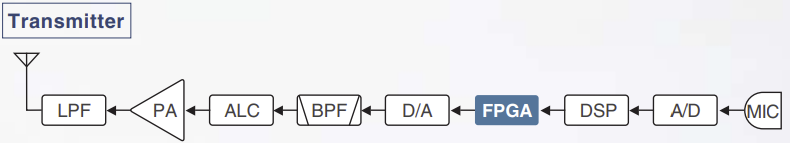 Transmitter
LPF
PA
ALC
BPF
D/A
FPGA
DSP
A/D
MIC